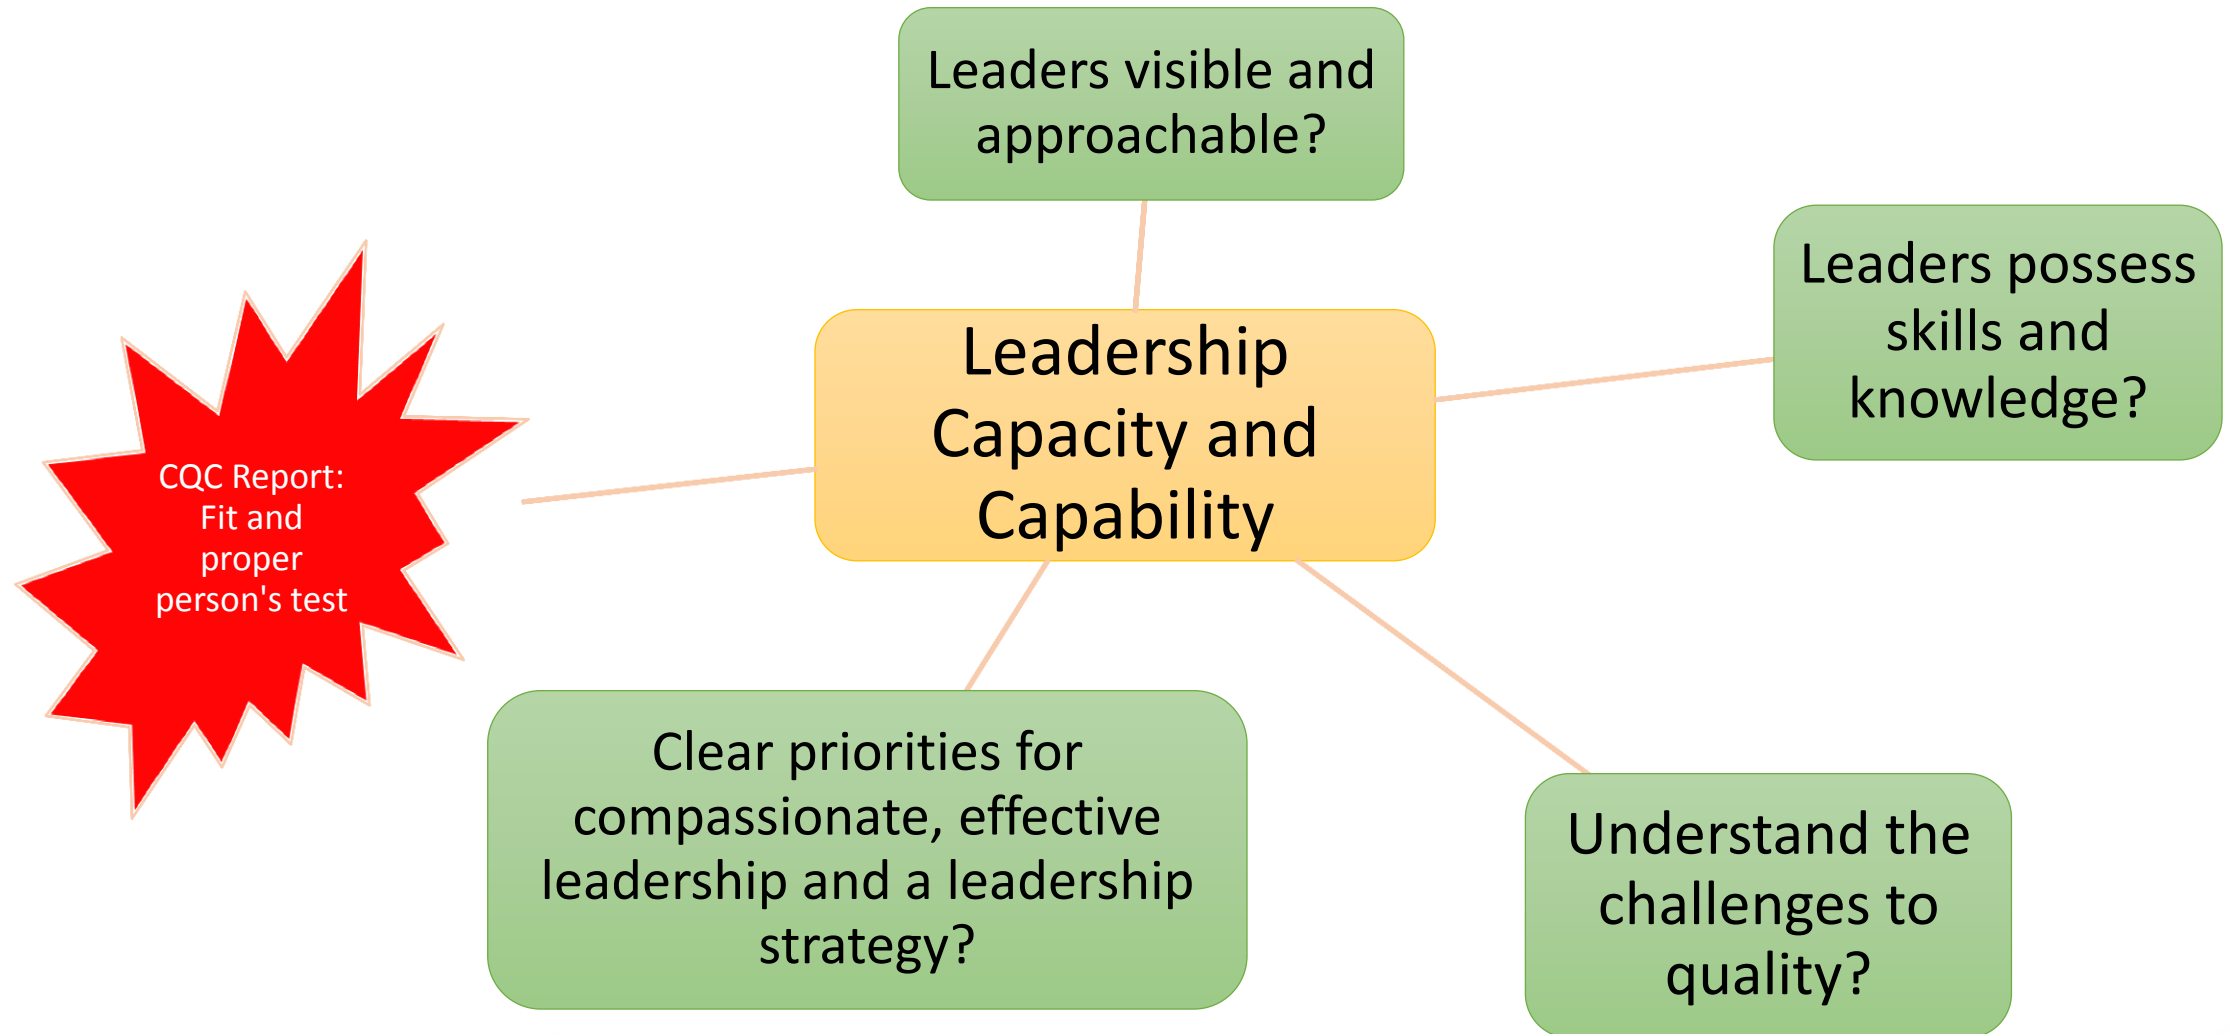 Leaders visible and
approachable?
Leaders possess
skills and
knowledge?
Leadership
Capacity and
Capability
CQC Report:
Fit and
proper
person's test
Clear priorities for
compassionate, effective
leadership and a leadership
strategy?
Understand the
challenges to
quality?